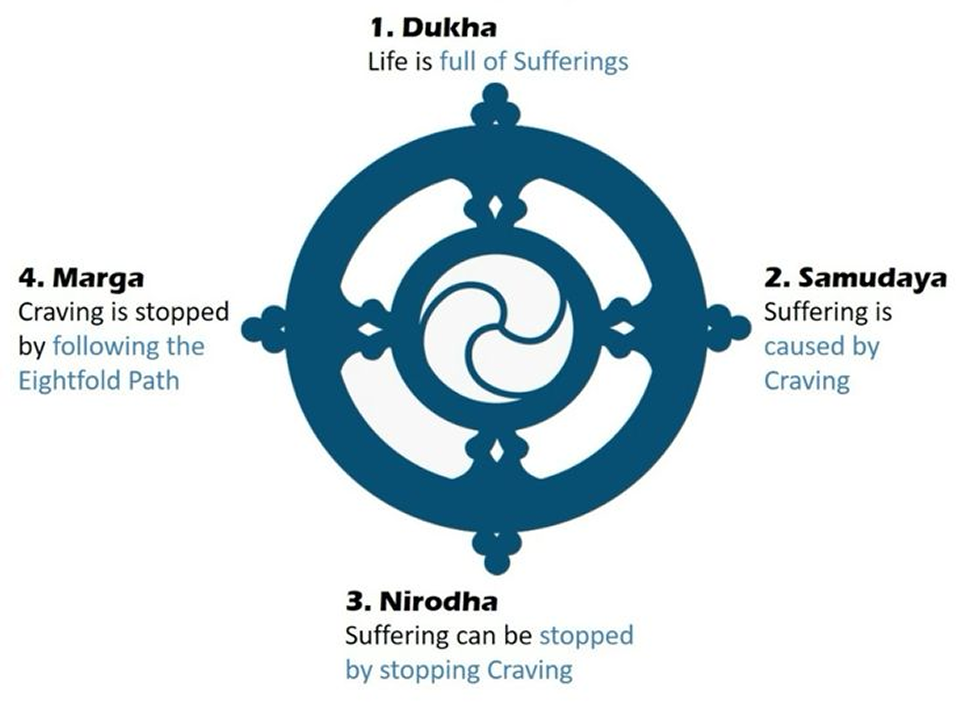 1. Dukha
Life is full of Sufferings
2. Samudaya
Suffering is
caused by
Craving
3. Nirodha
Suffering can be stopped
by stopping Craving
4. Marga
Craving is stopped
by following the
Eightfold Path